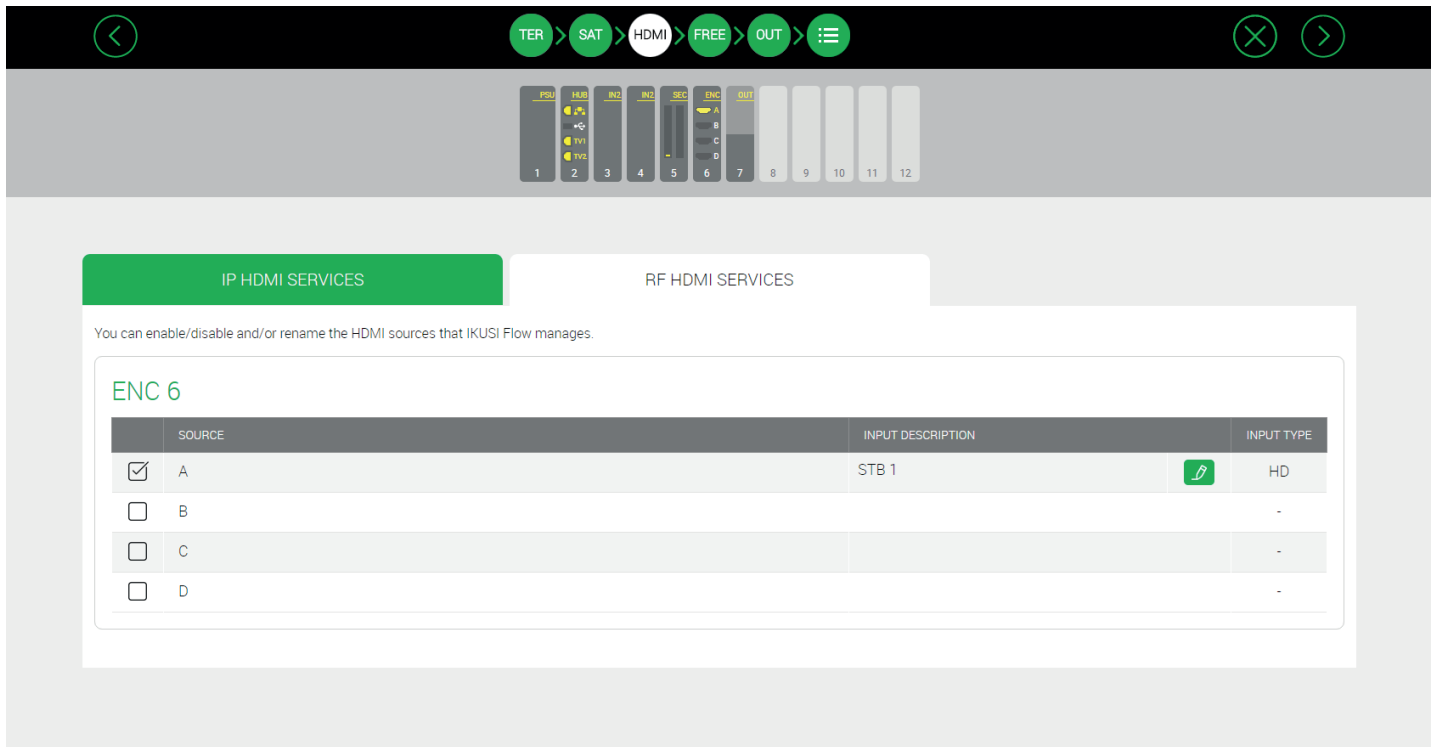 TER SAT HDMI FREE OUT
PSU HUB IN2 IN2 SEC ENC OUT
A
B
TV1 C
TV2 D
1 2 3 4 5 6 7 8 9 10 11 12
IP HDMI SERVICES RF HDMI SERVICES
You can enable/disable and/or rename the HDMI sources that IKUSI Flow manages.
ENC 6
SOURCE INPUT DESCRIPTION INPUT TYPE
A STB 1 HD
B -
C -
D -